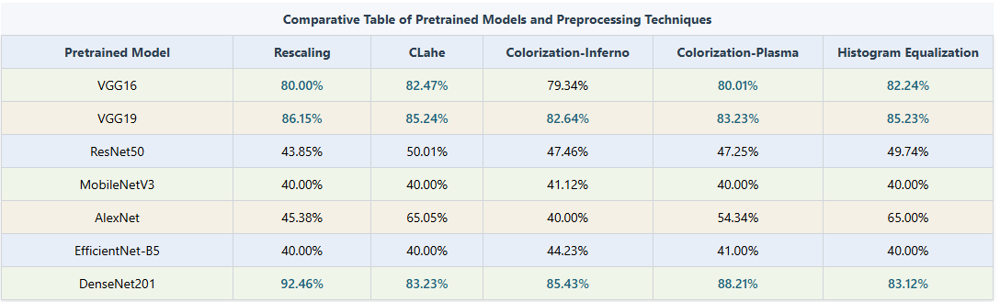 Comparative Table of Pretrained Models and Preprocessing Techniques
Pretrained Model Rescaling CLahe Colorization-Inferno Colorization-Plasma Histogram Equalization
VGG16 80.00% 82.47% 79.34% 80.01% 82.24%
VGG19 86.15% 85.24% 82.64% 83.23% 85.23%
ResNet50 43.85% 50.01% 47.46% 47.25% 49.74%
MobileNetV3 40.00% 40.00% 41.12% 40.00% 40.00%
AlexNet 45.38% 65.05% 40.00% 54.34% 65.00%
EfficientNet-B5 40.00% 40.00% 44.23% 41.00% 40.00%
DenseNet201 92.46% 83.23% 85.43% 88.21% 83.12%